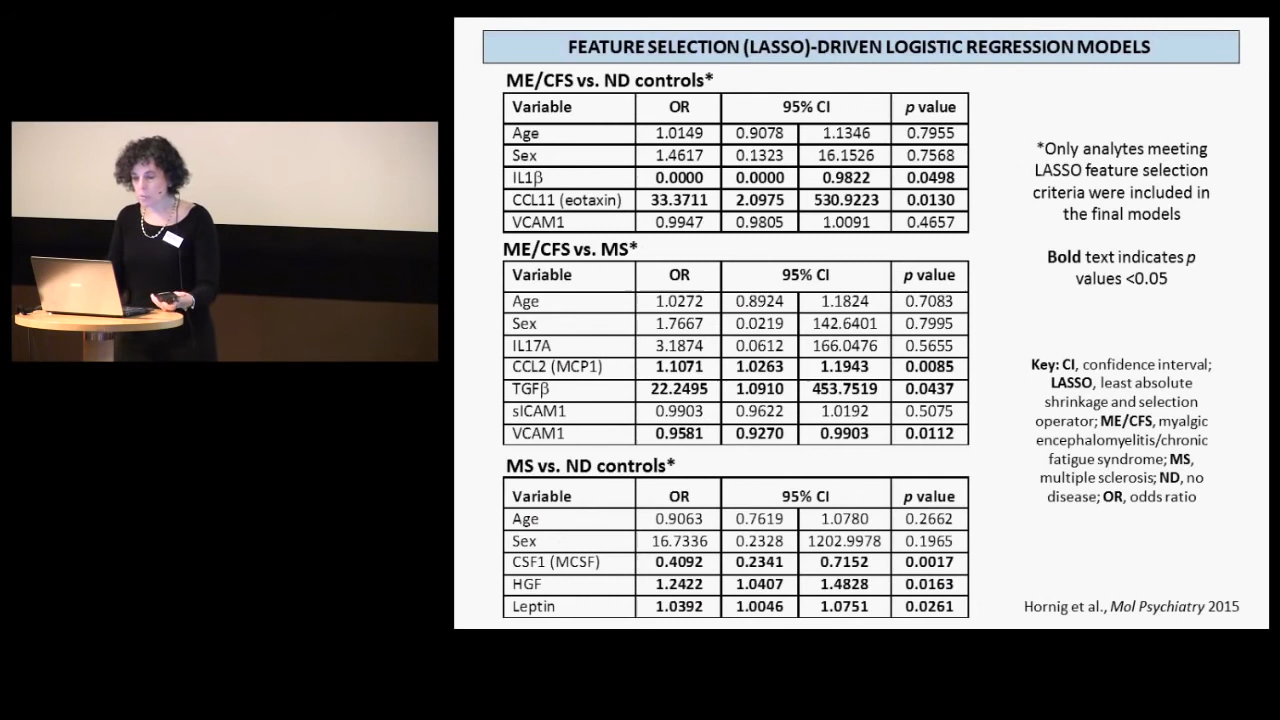 FEATURE SELECTION (LASSO)-DRIVEN LOGISTIC REGRESSION MODELS
ME/CFS vs. ND controls*
Variable OR 95% CI p value
Age 1.0149 0.9078 1.1346 0.7955
Sex 1.4617 0.1323 16.1526 0.7568
IL1β 0.0000 0.0000 0.9822 0.0498
CCL11 (eotaxin) 33.3711 2.0975 530.9223 0.0130
VCAM1 0.9947 0.9805 1.0091 0.4657
ME/CFS vs. MS*
Variable OR 95% CI p value
Age 1.0272 0.8924 1.1824 0.7083
Sex 1.7667 0.0219 142.6401 0.7995
IL17A 3.1874 0.0612 166.0476 0.5655
CCL2 (MCP1) 1.1071 1.0263 1.1943 0.0085
TGFβ 22.2495 1.0910 453.7519 0.0437
sICAM1 0.9903 0.9622 1.0192 0.5075
VCAM1 0.9581 0.9270 0.9903 0.0112
MS vs. ND controls*
Variable OR 95% CI p value
Age 0.9063 0.7619 1.0780 0.2662
Sex 16.7336 0.2328 1202.9978 0.1965
CSF1 (MCSF) 0.4092 0.2341 0.7152 0.0017
HGF 1.2422 1.0407 1.4828 0.0163
Leptin 1.0392 1.0046 1.0751 0.0261
*Only analytes meeting
LASSO feature selection
criteria were included in
the final models
Bold text indicates p
values <0.05
Key: CI, confidence interval;
LASSO, least absolute
shrinkage and selection
operator; ME/CFS, myalgic
encephalomyelitis/chronic
fatigue syndrome; MS,
multiple sclerosis; ND, no
disease; OR, odds ratio
Hornig et al., Mol Psychiatry 2015